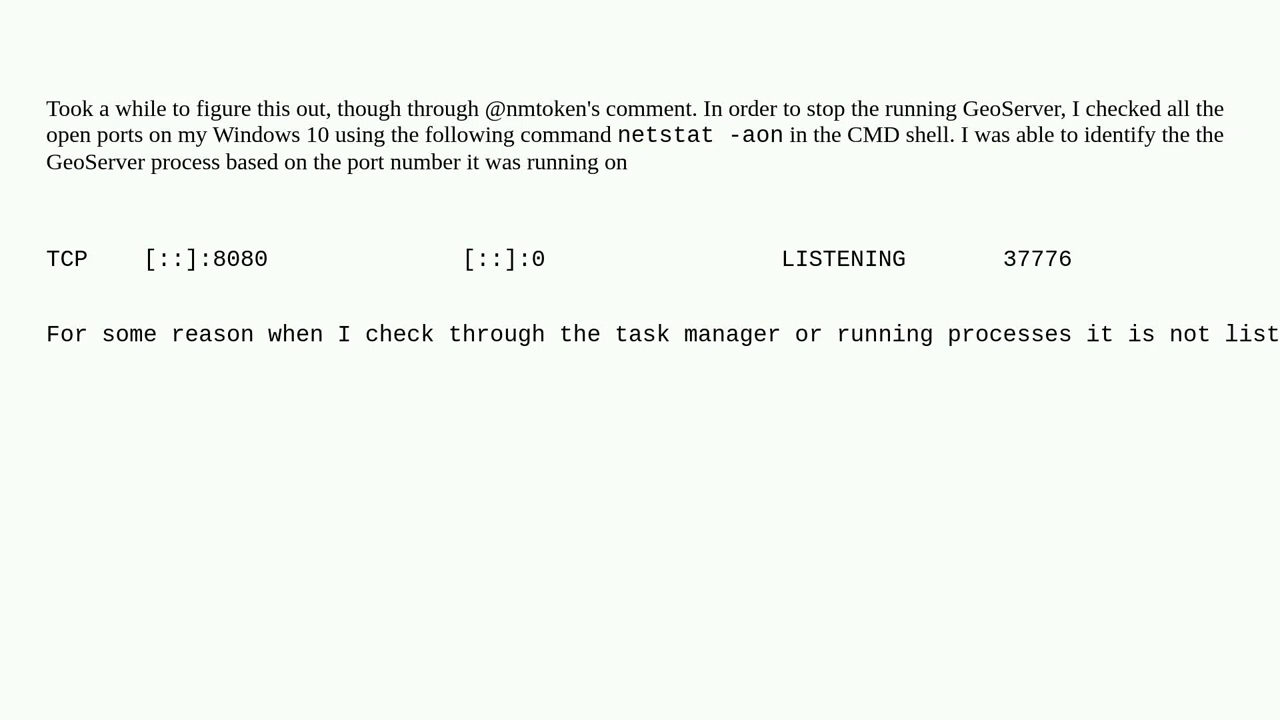 Took a while to figure this out, though through @nmtoken's comment. In order to stop the running GeoServer, I checked all the
open ports on my Windows 10 using the following command netstat -aon in the CMD shell. I was able to identify the the
GeoServer process based on the port number it was running on
TCP    [::]:8080              [::]:0                 LISTENING       37776
For some reason when I check through the task manager or running processes it is not list